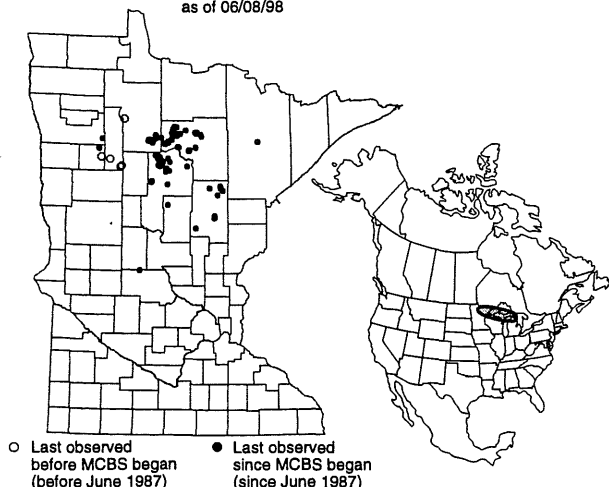 as of 06/08/98
○ Last observed
before MCBS began
(before June 1987)
● Last observed
since MCBS began
(since June 1987)